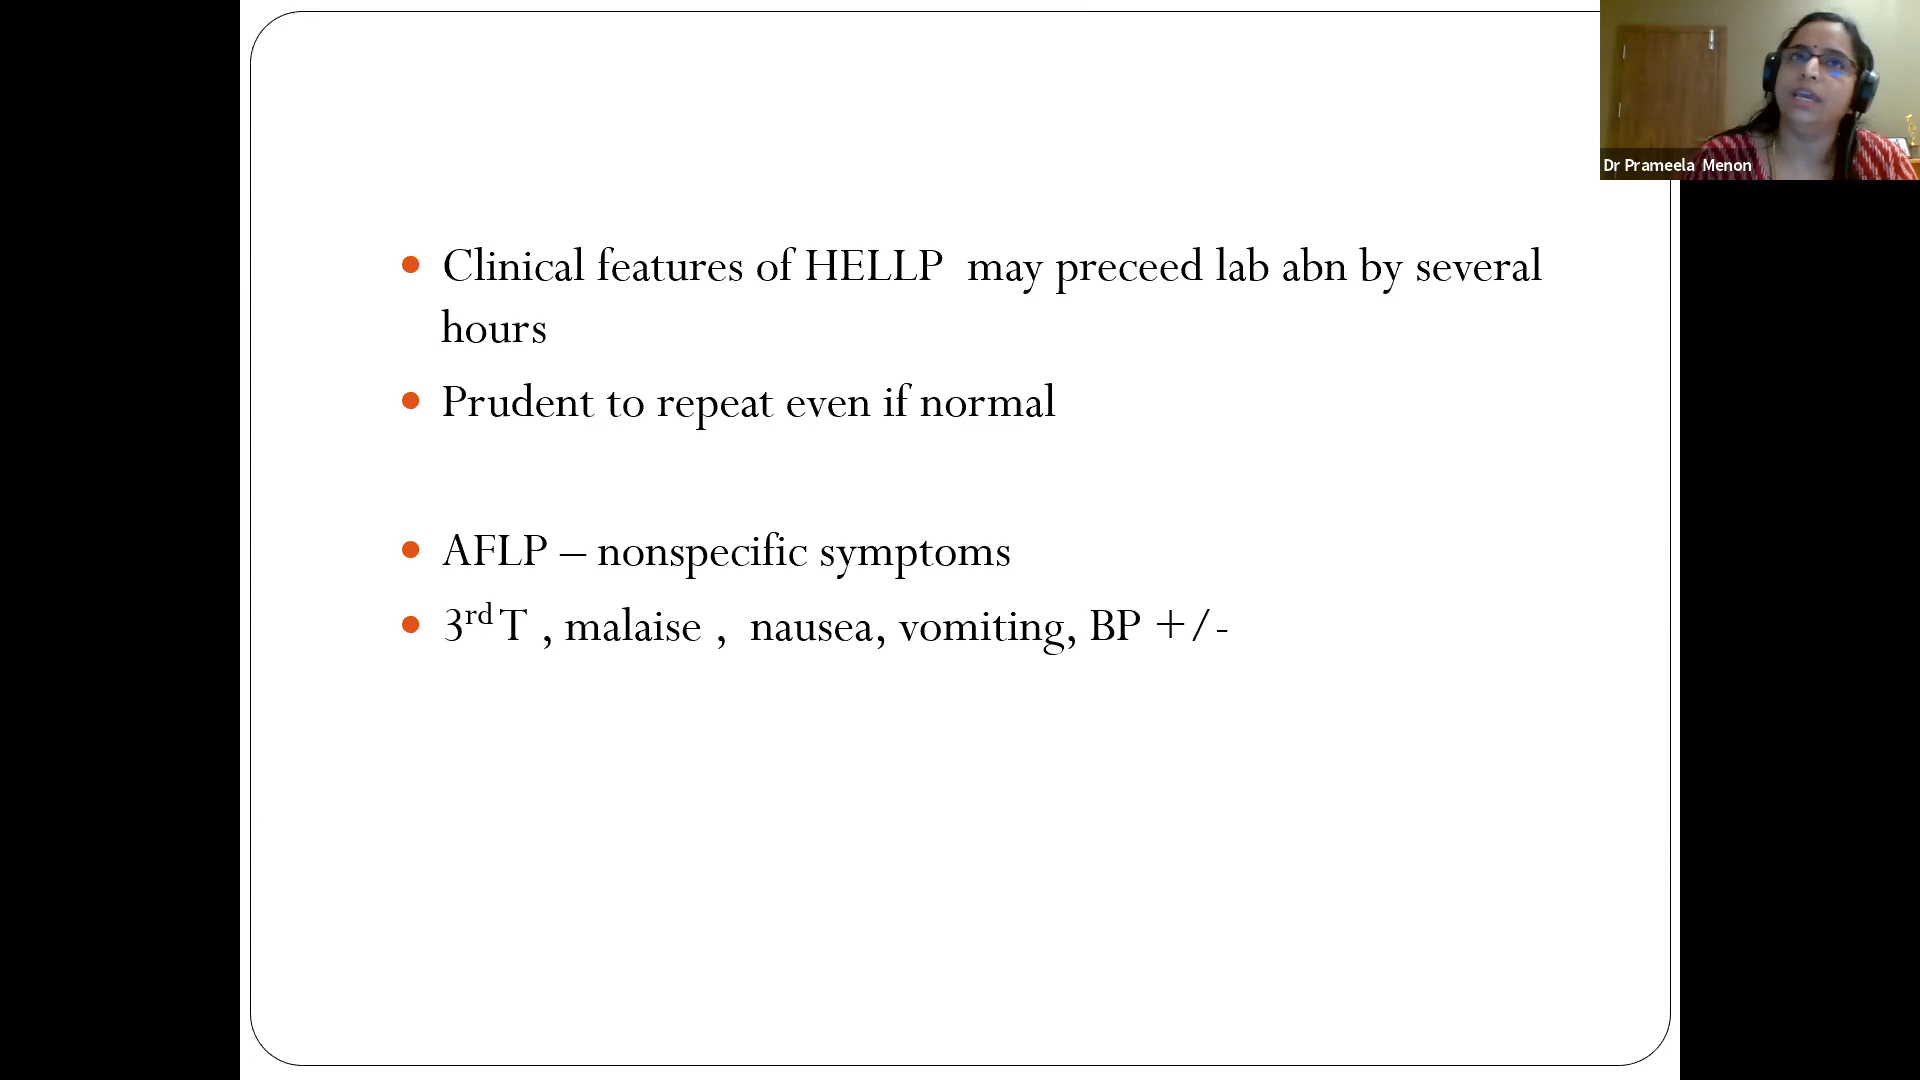 Clinical features of HELLP may preceed lab abn by several
hours
Prudent to repeat even if normal
AFLP – nonspecific symptoms
3rd T , malaise , nausea, vomiting, BP +/-
Dr Prameela Menon